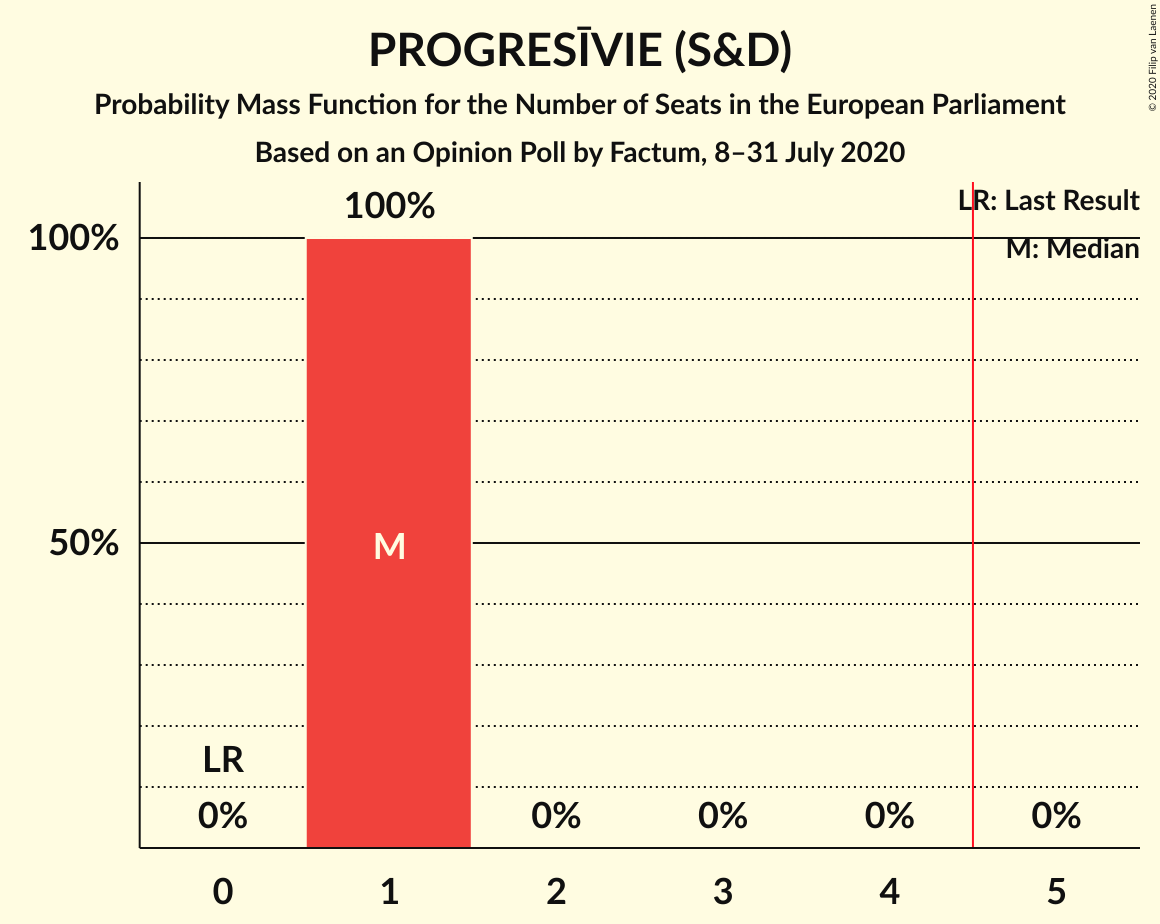 PROGRESĪVIE (S&D)
Probability Mass Function for the Number of Seats in the European Parliament
Based on an Opinion Poll by Factum, 8–31 July 2020
© 2020 Filip van Laenen
LR: Last Result
M: Median
100%
100%
50%
M
LR
0%
0%
0%
0%
0%
0
1
2
3
4
5